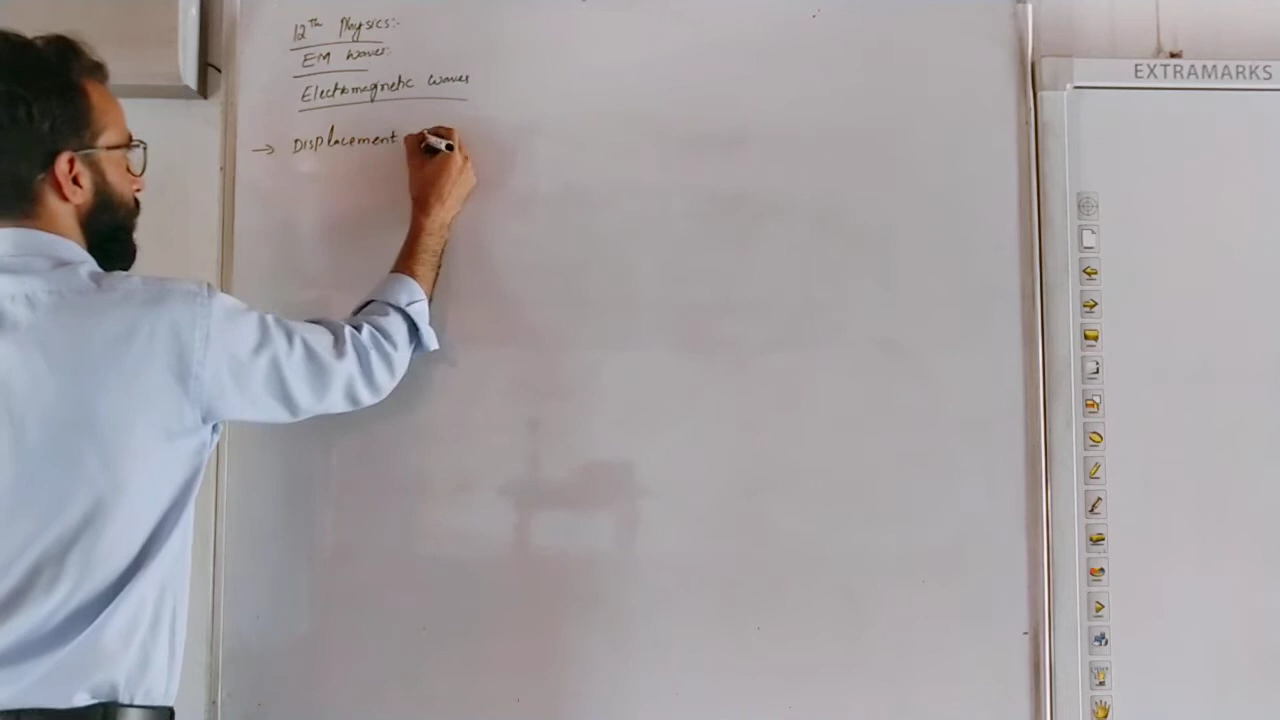 12th Physics:-
EM Waves:
Electromagnetic Waves
→ Displacement
EXTRAMARKS